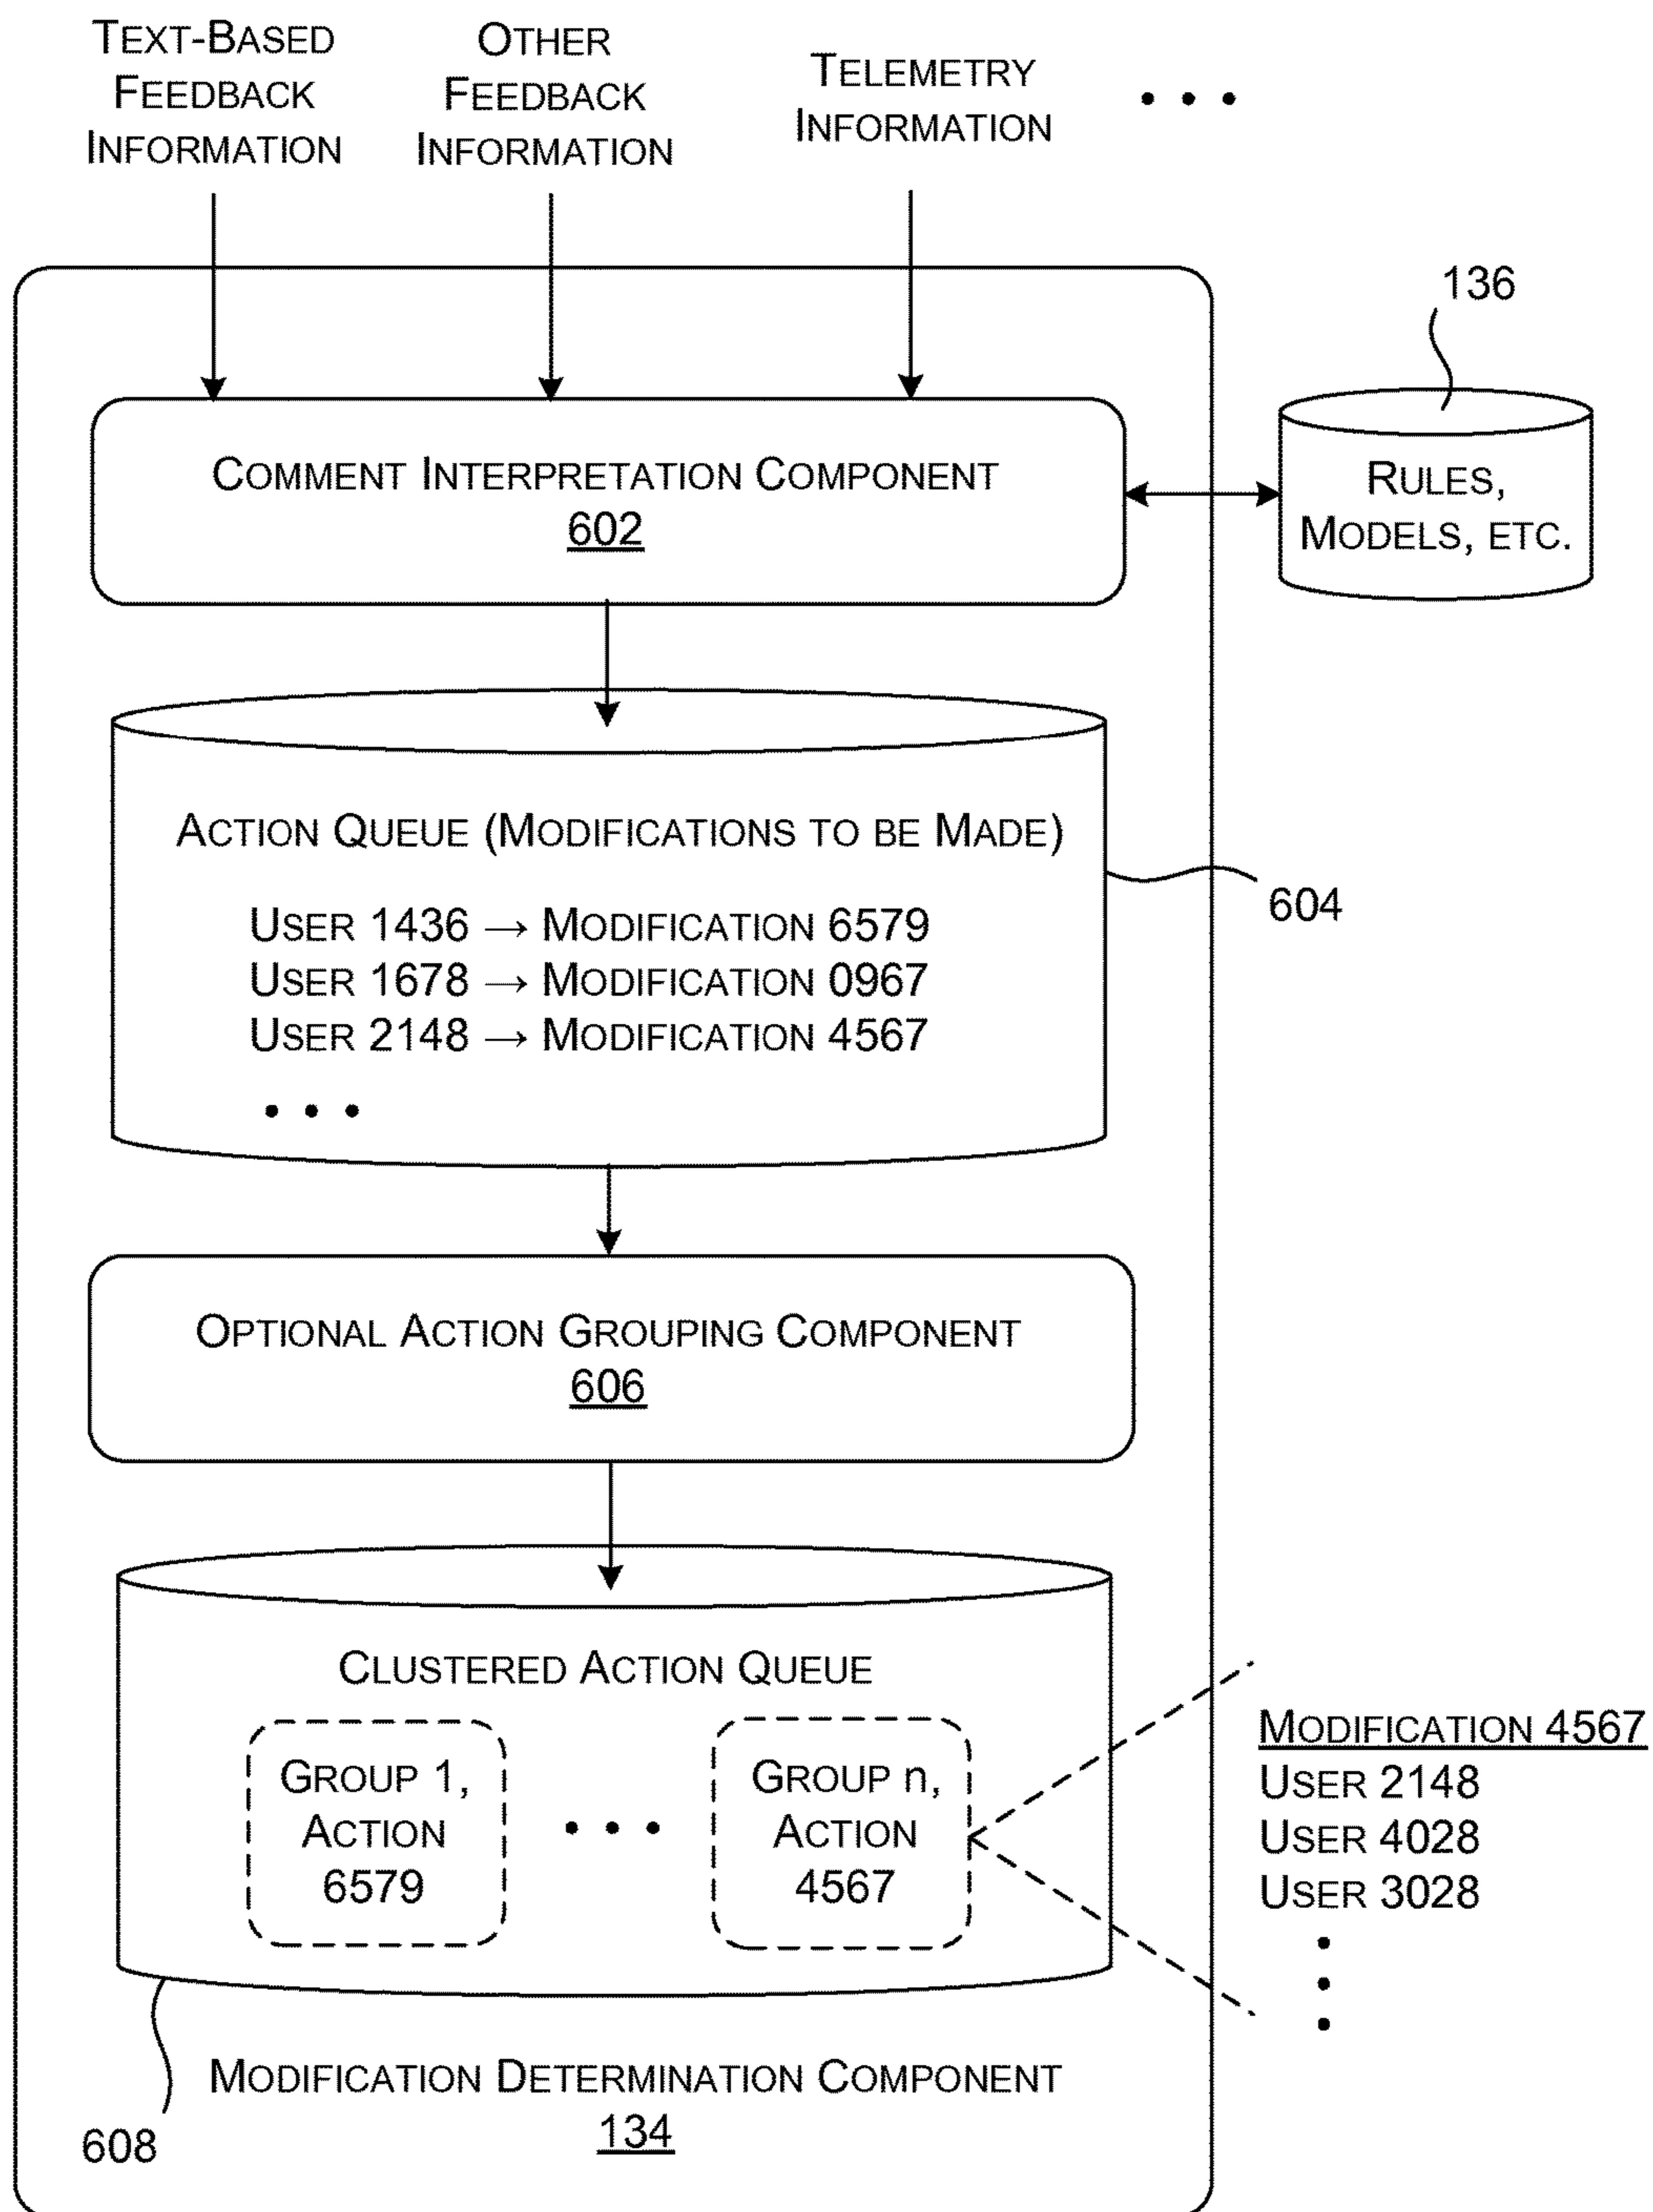 TEXT-BASED
FEEDBACK
INFORMATION
OTHER
FEEDBACK
INFORMATION
TELEMETRY
INFORMATION
• • •
136
COMMENT INTERPRETATION COMPONENT
602
RULES,
MODELS, ETC.
ACTION QUEUE (MODIFICATIONS TO BE MADE)
USER 1436 → MODIFICATION 6579
USER 1678 → MODIFICATION 0967
USER 2148 → MODIFICATION 4567
• • •
604
OPTIONAL ACTION GROUPING COMPONENT
606
CLUSTERED ACTION QUEUE
GROUP 1,
ACTION
6579
• • •
GROUP n,
ACTION
4567
MODIFICATION 4567
USER 2148
USER 4028
USER 3028
MODIFICATION DETERMINATION COMPONENT
134
608